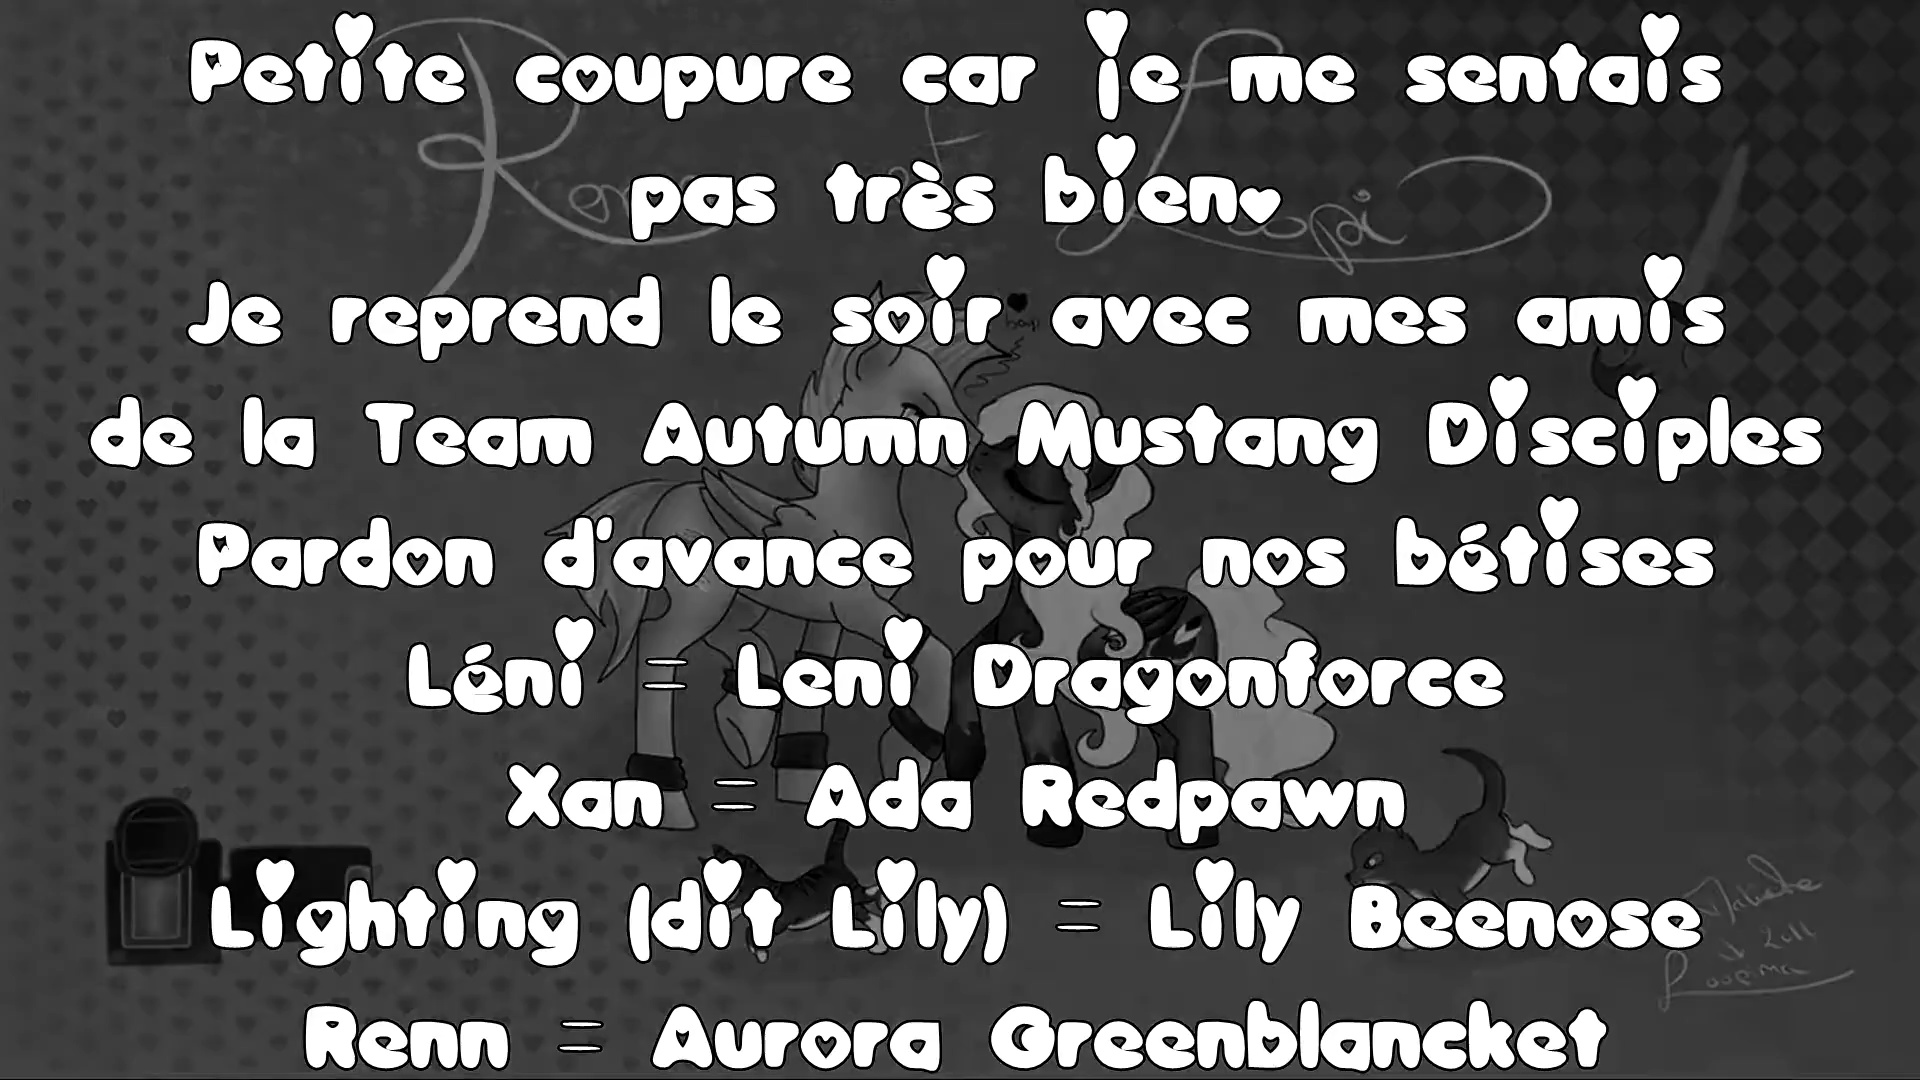 Petite coupure car je me sentais
pas très bien.
Je reprend le soir avec mes amis
de la Team Autumn Mustang Disciples
Pardon d'avance pour nos bétises
Léni = Leni Dragonforce
Xan = Ada Redpawn
Lighting (dit Lily) = Lily Beenose
Renn = Aurora Greenblancket